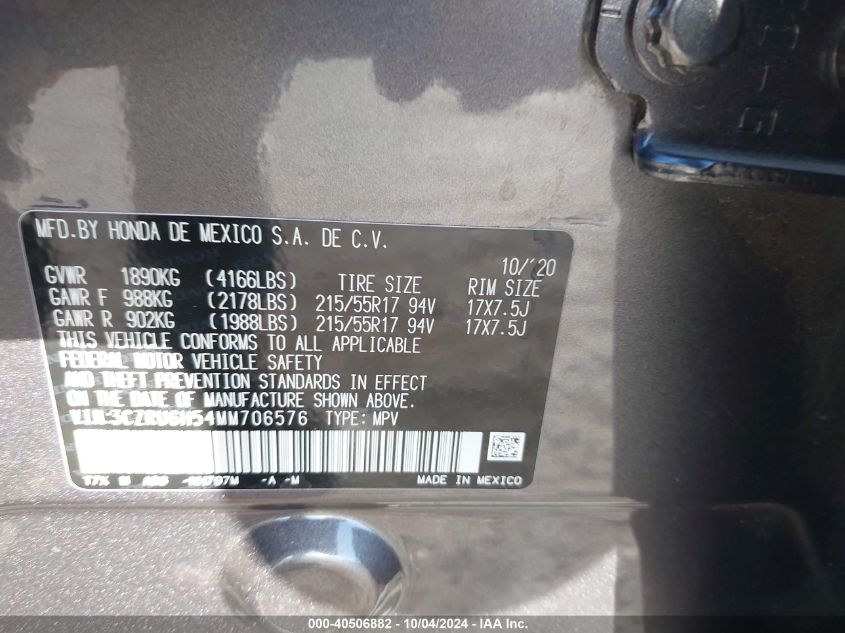 MFD.BY HONDA DE MEXICO S.A. DE C.V.
10/'20
GVWR 1890KG (4166LBS) TIRE SIZE RIM SIZE
GAWR F 988KG (2178LBS) 215/55R17 94V 17X7.5J
GAWR R 902KG (1988LBS) 215/55R17 94V 17X7.5J
THIS VEHICLE CONFORMS TO ALL APPLICABLE
FEDERAL MOTOR VEHICLE SAFETY
AND THEFT PREVENTION STANDARDS IN EFFECT
ON THE DATE OF MANUFACTURE SHOWN ABOVE.
TYPE: MPV
-A -M MADE IN MEXICO
000-40506882 - 10/04/2024 - IAA Inc.